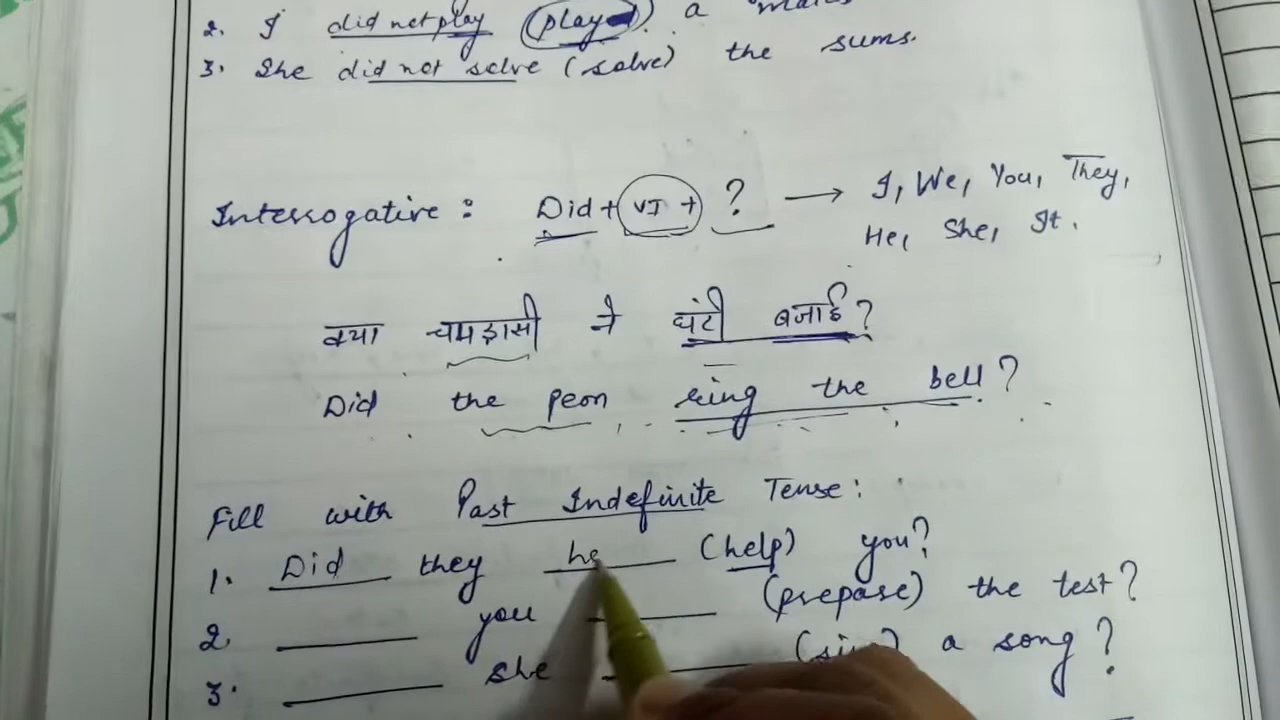 2. I did not play (play) a
3. She did not solve (solve) the sums.
Interrogative : Did + VI + ? → I, We, You, They,
He, She, It.
क्या चपड़ासी ने घंटी बजाई?
Did the peon ring the bell?
Fill with Past Indefinite Tense :
1. Did they he (help) you?
2. you (prepare) the test?
3. she a song?